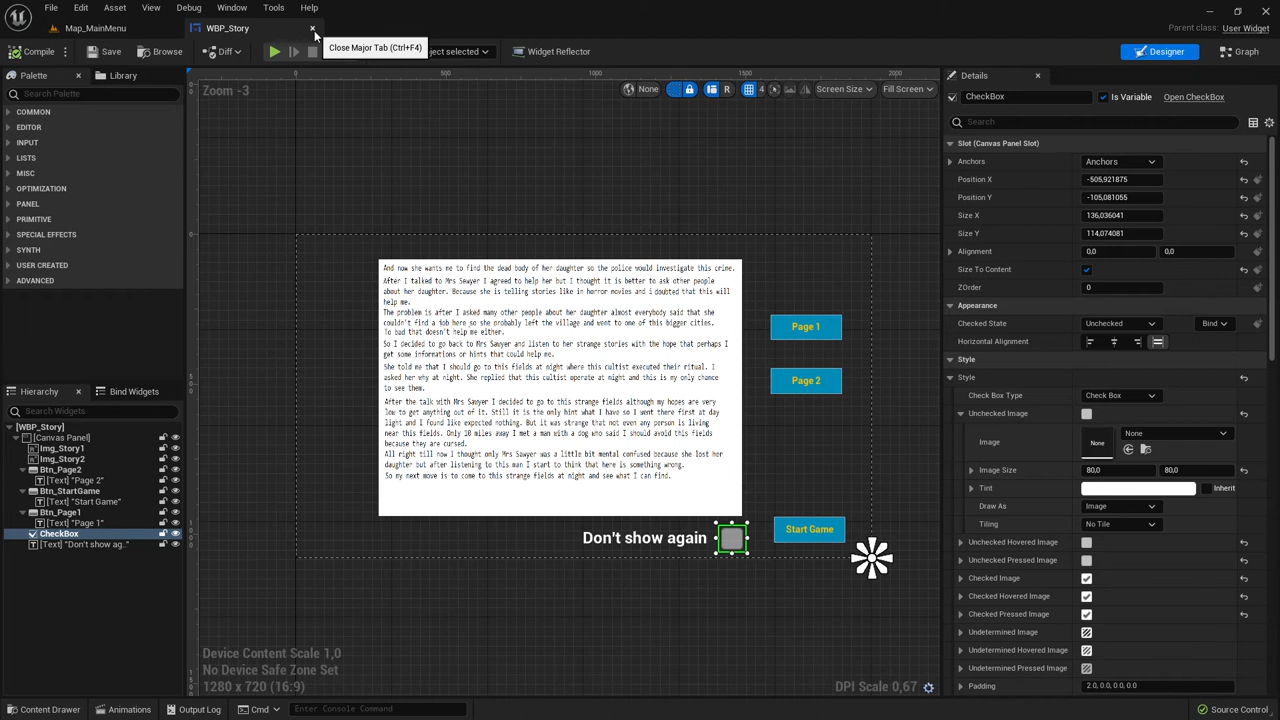 File Edit Asset View Debug Window Tools Help
Map_MainMenu
WBP_Story
Parent class: User Widget
Compile
Save
Browse
Diff
Close Major Tab (Ctrl+F4)
ject selected
Widget Reflector
Designer
Graph
Palette
Library
Search Palette
COMMON
EDITOR
INPUT
LISTS
MISC
OPTIMIZATION
PANEL
PRIMITIVE
SPECIAL EFFECTS
SYNTH
USER CREATED
ADVANCED
Hierarchy
Bind Widgets
Search Widgets
[WBP_Story]
[Canvas Panel]
Img_Story1
Img_Story2
Btn_Page2
[Text] "Page 2"
Btn_StartGame
[Text] "Start Game"
Btn_Page1
[Text] "Page 1"
CheckBox
[Text] "Don't show ag.."
Zoom -3
0 500 1000 1500 2000
None
R
4
Screen Size
Fill Screen
And now she wants me to find the dead body of her daughter so the police would investigate this crime.
After I talked to Mrs Sawyer I agreed to help her but I thought it is better to ask other people
about her daughter. Because she is telling stories like in horror novies and i doubted that this will
help me.
The problem is after I asked many other people about her daughter almost everybody said that she
couldn't find a job here so she probably left the village and went to one of this bigger cities.
To bad that doesn't help me either.
So I decided to go back to Mrs Sawyer and listen to her strange stories with the hope that perhaps I
get some informations or hints that could help me.
She told me that I should go to this fields at night where this cultist executed their ritual. I
asked her why at night. She replied that this cultist operate at night and this is my only chance
to see them.
After the talk with Mrs Sawyer I decided to go to this strange fields although my hopes are very
low to get anything out of it. Still it is the only hint what I have so I went there first at day
light and I found like expected nothing. But it was strange that not even any person is living
near this fields. Only 10 miles away I met a man with a dog who said I should avoid this fields
because they are cursed.
All right till now I thought only Mrs Sawyer was a little bit mental confused because she lost her
daughter but after listening to this man I start to think that here is something wrong.
So my next move is to come to this strange fields at night and see what I can find.
Page 1
Page 2
Don't show again
Start Game
Device Content Scale 1,0
No Device Safe Zone Set
1280 x 720 (16:9)
DPI Scale 0,67
Details
CheckBox
Is Variable
Open CheckBox
Search
Slot (Canvas Panel Slot)
Anchors
Anchors
Position X
-505,921875
Position Y
-105,081055
Size X
136,036041
Size Y
114,074081
Alignment
0,0
0,0
Size To Content
ZOrder
0
Appearance
Checked State
Unchecked
Bind
Horizontal Alignment
Style
Style
Check Box Type
Check Box
Unchecked Image
Image
None
None
Image Size
80,0
80,0
Tint
Inherit
Draw As
Image
Tiling
No Tile
Unchecked Hovered Image
Unchecked Pressed Image
Checked Image
Checked Hovered Image
Checked Pressed Image
Undetermined Image
Undetermined Hovered Image
Undetermined Pressed Image
Padding
2.0, 0.0, 0.0, 0.0
Content Drawer
Animations
Output Log
Cmd
Enter Console Command
Source Control